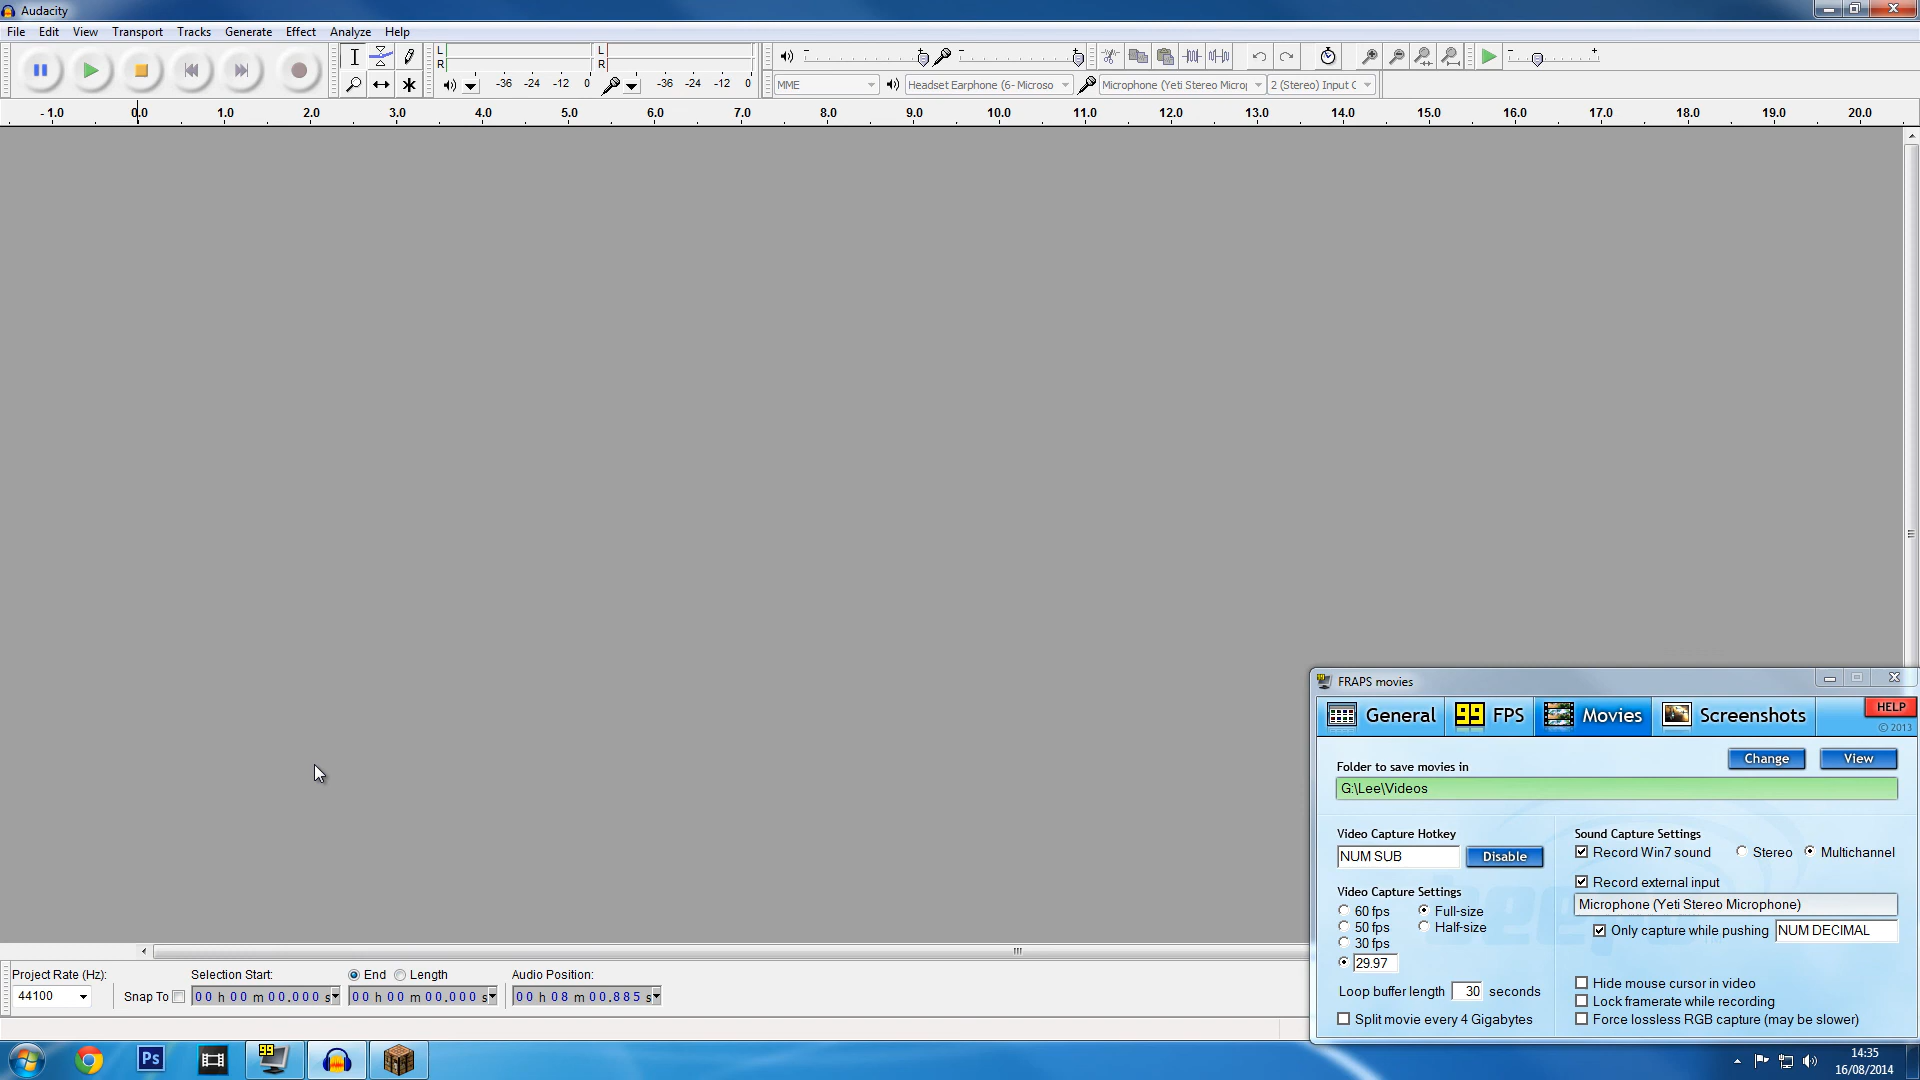 Audacity
File Edit View Transport Tracks Generate Effect Analyze Help
L
R
L
R
-36 -24 -12 0
-36 -24 -12 0
MME
Headset Earphone (6- Microso
Microphone (Yeti Stereo Microp
2 (Stereo) Input C
- 1.0 0.0 1.0 2.0 3.0 4.0 5.0 6.0 7.0 8.0 9.0 10.0 11.0 12.0 13.0 14.0 15.0 16.0 17.0 18.0 19.0 20.0
FRAPS movies
General 99 FPS Movies Screenshots
HELP
© 2013
Folder to save movies in
Change View
G:\Lee\Videos
Video Capture Hotkey
NUM SUB Disable
Video Capture Settings
60 fps Full-size
50 fps Half-size
30 fps
29.97
Loop buffer length 30 seconds
Split movie every 4 Gigabytes
Sound Capture Settings
Record Win7 sound Stereo Multichannel
Record external input
Microphone (Yeti Stereo Microphone)
Only capture while pushing NUM DECIMAL
Hide mouse cursor in video
Lock framerate while recording
Force lossless RGB capture (may be slower)
Project Rate (Hz): Selection Start: End Length Audio Position:
44100 Snap To 00 h 00 m 00.000 s 00 h 00 m 00.000 s 00 h 08 m 00.885 s
Ps
99
14:35
16/08/2014